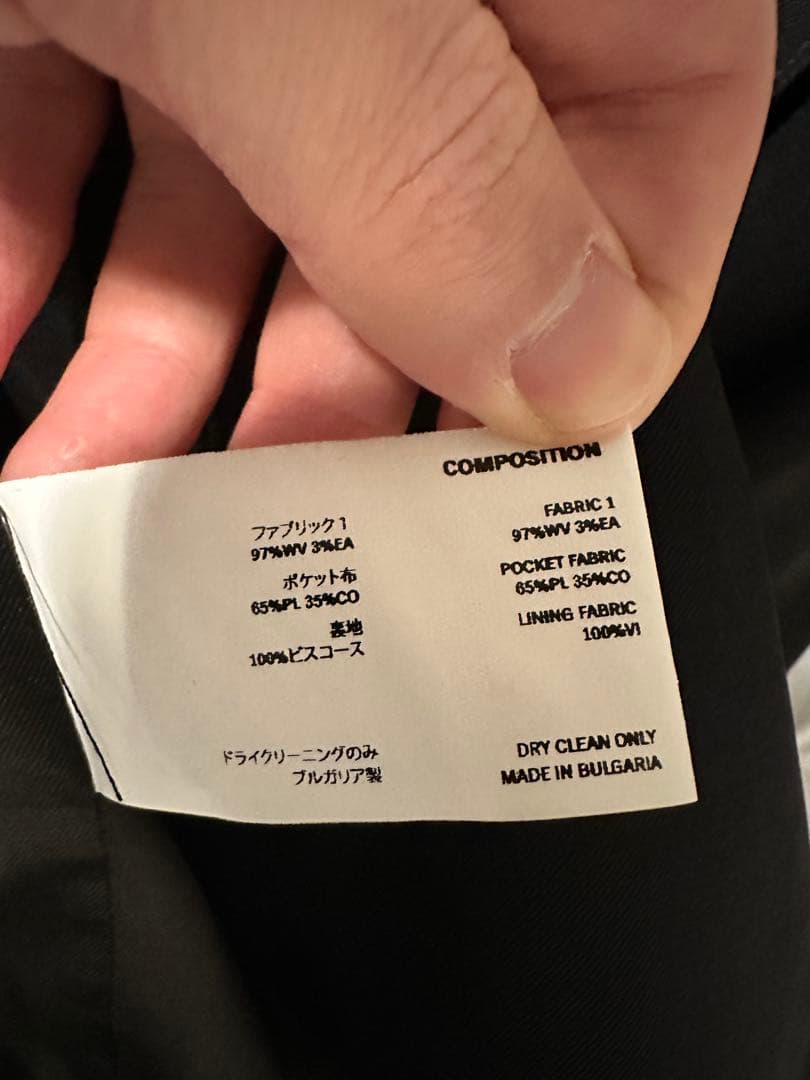 COMPOSITION
ファブリック 1
97%WV 3%EA
ポケット布
65%PL 35%CO
裏地
100%ビスコース
ドライクリーニングのみ
ブルガリア製
FABRIC 1
97%WV 3%EA
POCKET FABRIC
65%PL 35%CO
LINING FABRIC
100%VI
DRY CLEAN ONLY
MADE IN BULGARIA